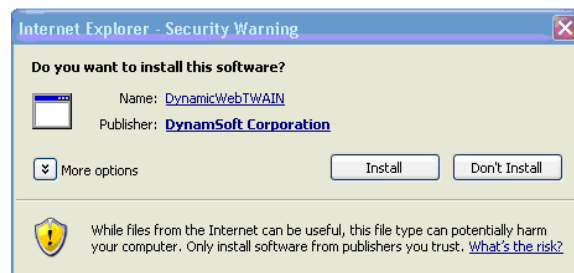 Internet Explorer - Security Warning
Do you want to install this software?
Name: DynamicWebTWAIN
Publisher: DynamSoft Corporation
More options
Install
Don't Install
While files from the Internet can be useful, this file type can potentially harm
your computer. Only install software from publishers you trust. What's the risk?